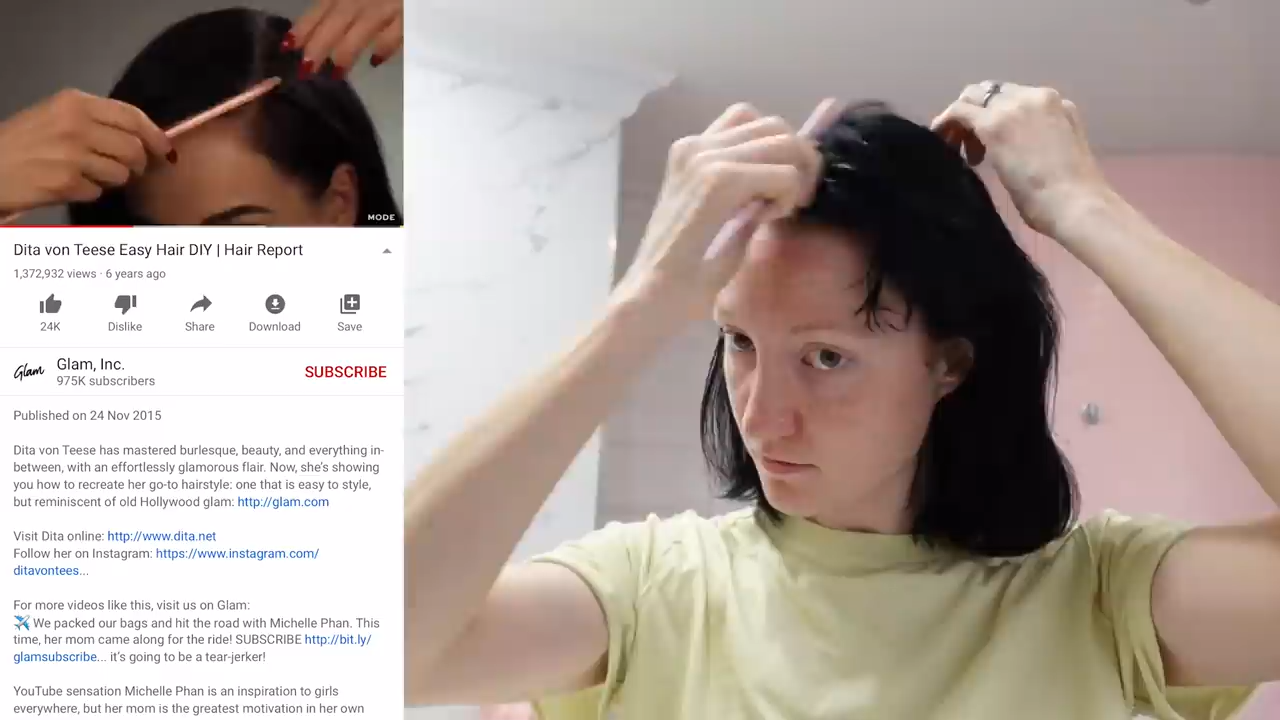 MODE
Dita von Teese Easy Hair DIY | Hair Report
1,372,932 views · 6 years ago
24K
Dislike
Share
Download
Save
Glam
Glam, Inc.
975K subscribers
SUBSCRIBE
Published on 24 Nov 2015
Dita von Teese has mastered burlesque, beauty, and everything in-
between, with an effortlessly glamorous flair. Now, she's showing
you how to recreate her go-to hairstyle: one that is easy to style,
but reminiscent of old Hollywood glam: http://glam.com
Visit Dita online: http://www.dita.net
Follow her on Instagram: https://www.instagram.com/
ditavontees...
For more videos like this, visit us on Glam:
✈️ We packed our bags and hit the road with Michelle Phan. This
time, her mom came along for the ride! SUBSCRIBE http://bit.ly/
glamsubscribe... it's going to be a tear-jerker!
YouTube sensation Michelle Phan is an inspiration to girls
everywhere, but her mom is the greatest motivation in her own